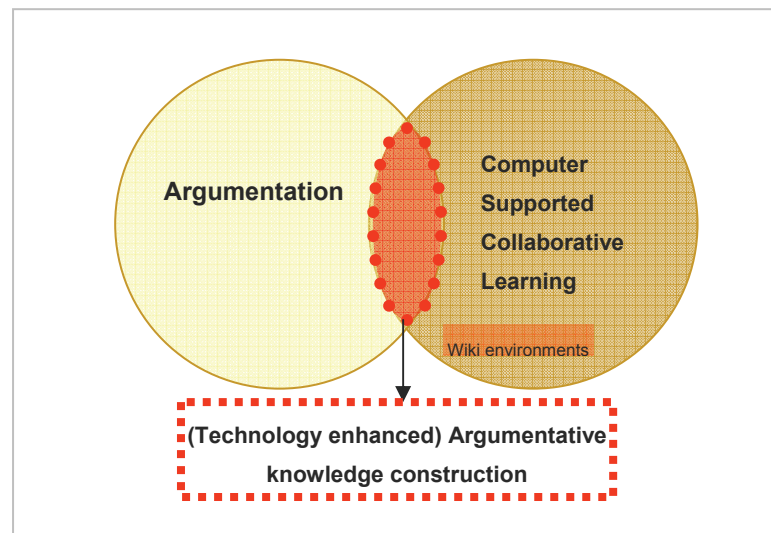 Argumentation
Computer
Supported
Collaborative
Learning
Wiki environments
(Technology enhanced) Argumentative
knowledge construction